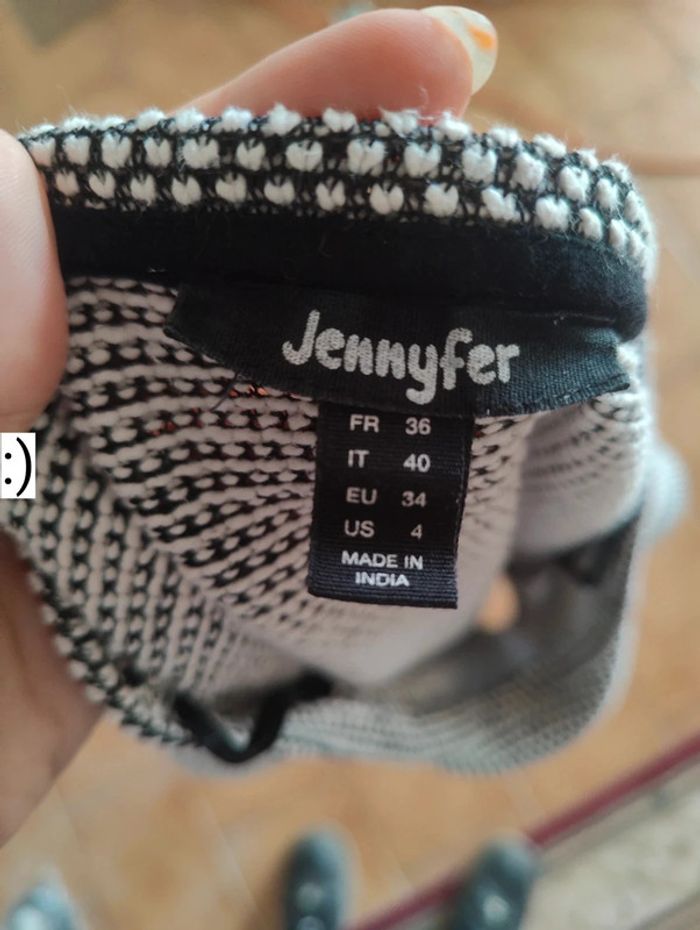 Jennyfer
FR 36
IT 40
EU 34
US 4
MADE IN
INDIA
:)